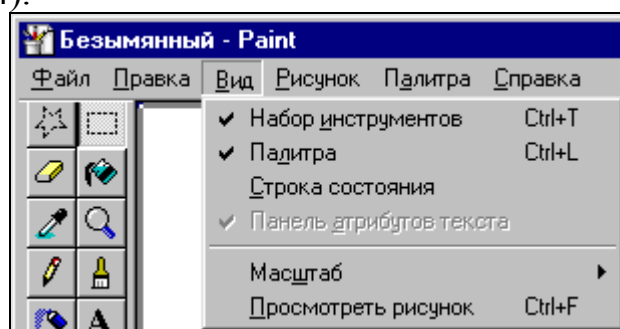 Безымянный - Paint
Файл Правка Вид Рисунок Палитра Справка
Набор инструментов Ctrl+T
Палитра Ctrl+L
Строка состояния
Панель атрибутов текста
Масштаб
Просмотреть рисунок Ctrl+F
A